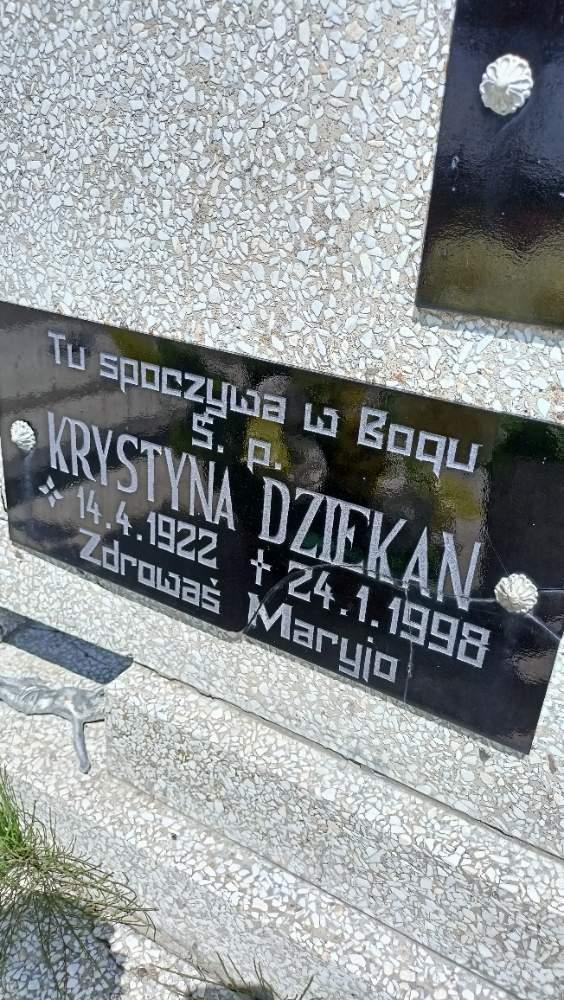 Tu spoczywa w Bogu
Ś. p.
KRYSTYNA DZIEKAN
14.4.1922 † 24.1.1998
Zdrowaś Maryjo